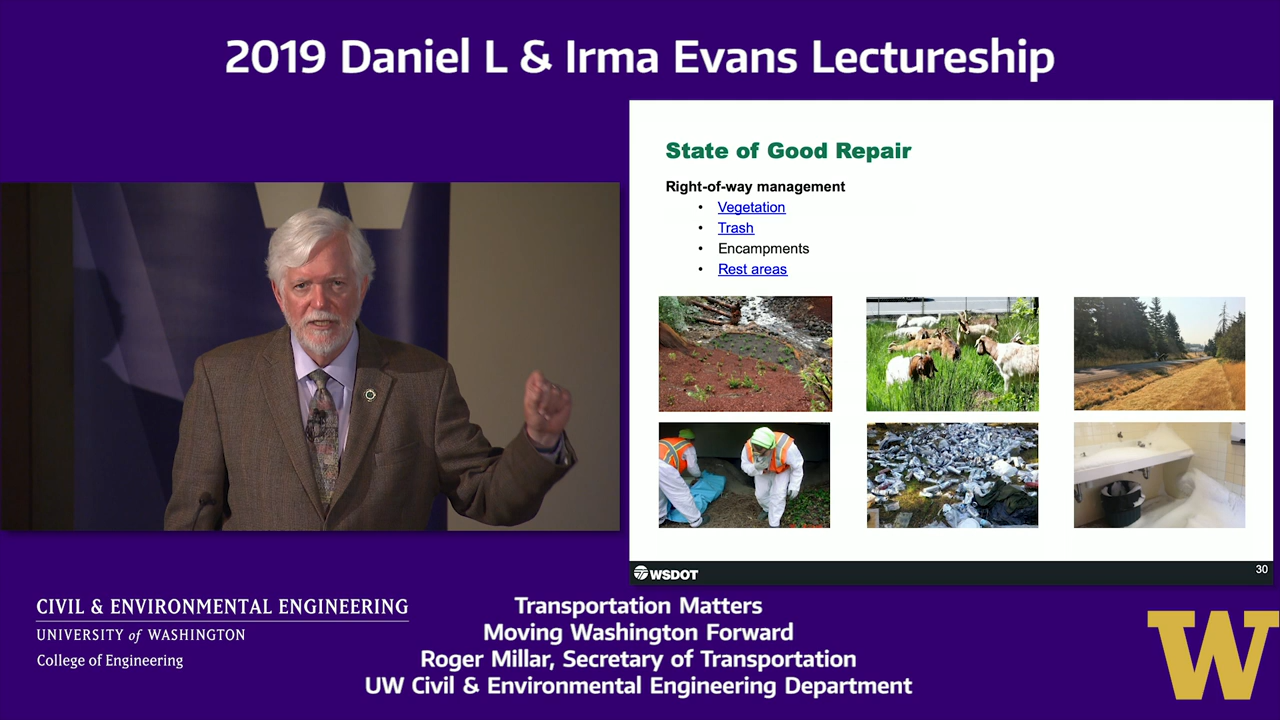 2019 Daniel L & Irma Evans Lectureship
State of Good Repair
Right-of-way management
• Vegetation
• Trash
• Encampments
• Rest areas
WSDOT
30
CIVIL & ENVIRONMENTAL ENGINEERING
UNIVERSITY of WASHINGTON
College of Engineering
Transportation Matters
Moving Washington Forward
Roger Millar, Secretary of Transportation
UW Civil & Environmental Engineering Department
W